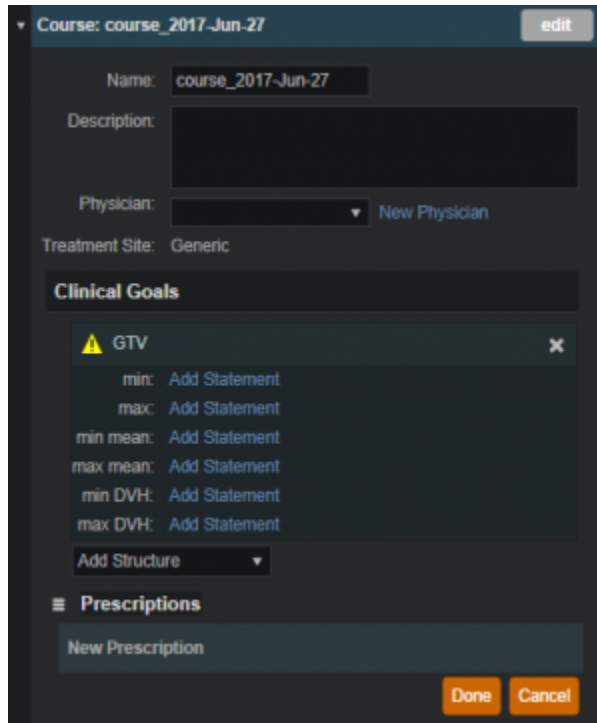 Course: course_2017-Jun-27 edit
Name: course_2017-Jun-27
Description:
Physician: New Physician
Treatment Site: Generic
Clinical Goals
GTV
min: Add Statement
max: Add Statement
min mean: Add Statement
max mean: Add Statement
min DVH: Add Statement
max DVH: Add Statement
Add Structure
Prescriptions
New Prescription
Done Cancel